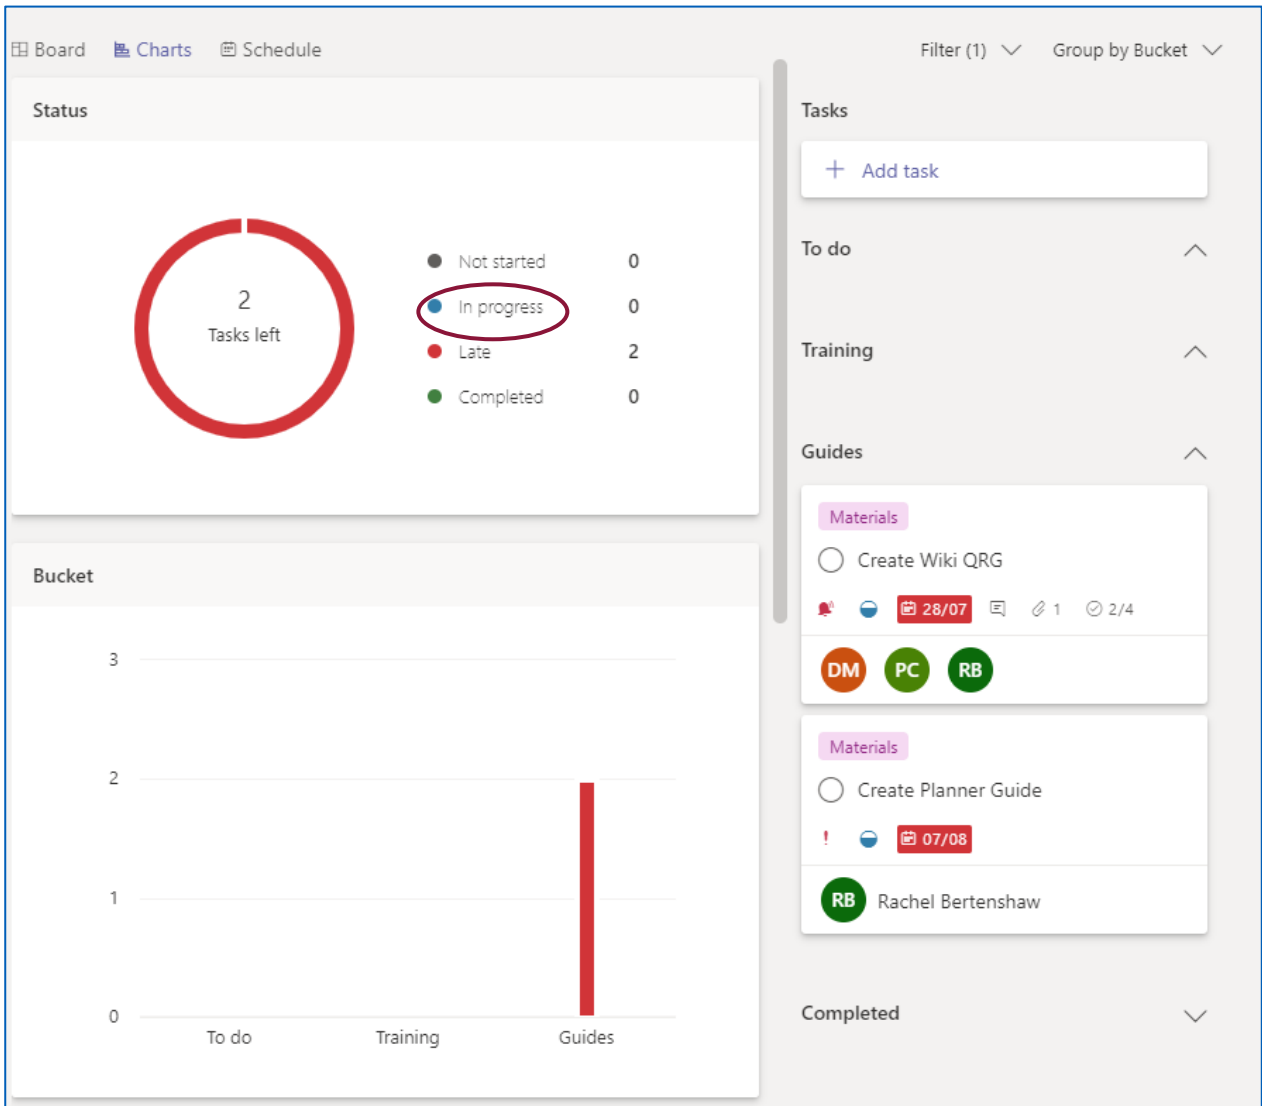 Board Charts Schedule
Filter (1) Group by Bucket
Status
2
Tasks left
Not started 0
In progress 0
Late 2
Completed 0
Bucket
3
2
1
0
To do Training Guides
Tasks
+ Add task
To do
Training
Guides
Materials
Create Wiki QRG
28/07 1 2/4
DM PC RB
Materials
Create Planner Guide
! 07/08
RB Rachel Bertenshaw
Completed